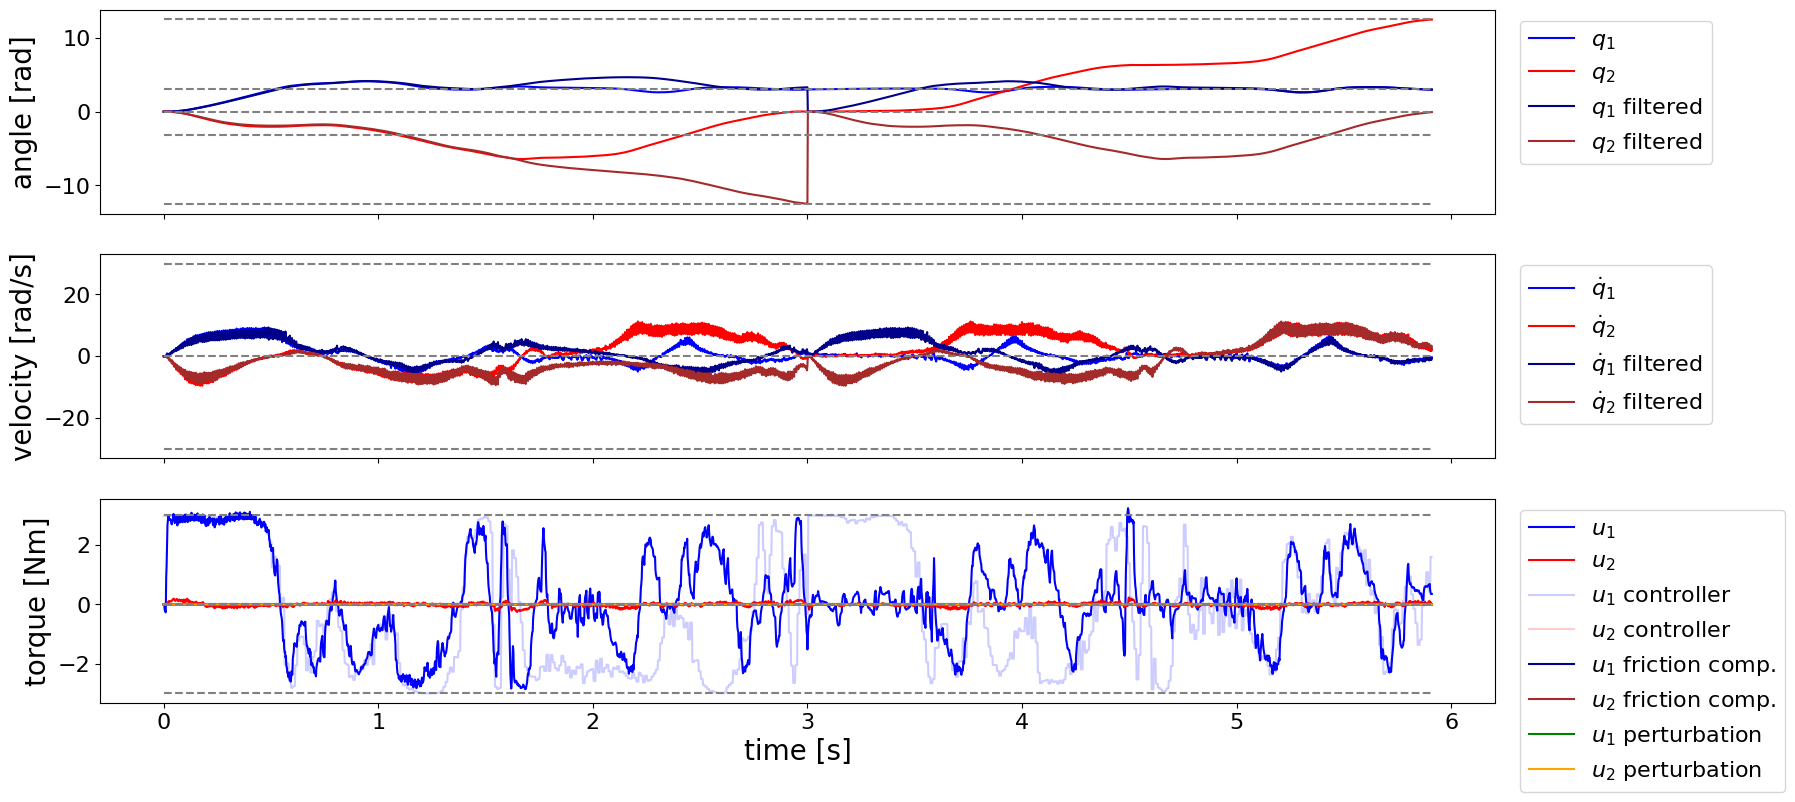 angle [rad]
10
0
−10
q₁
q₂
q₁ filtered
q₂ filtered
velocity [rad/s]
20
0
−20
q̇₁
q̇₂
q̇₁ filtered
q̇₂ filtered
torque [Nm]
2
0
−2
0 1 2 3 4 5 6
time [s]
u₁
u₂
u₁ controller
u₂ controller
u₁ friction comp.
u₂ friction comp.
u₁ perturbation
u₂ perturbation